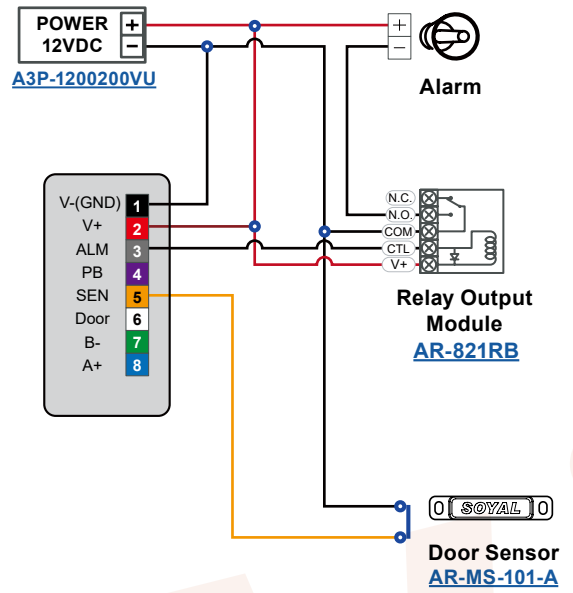 POWER +
12VDC −
A3P-1200200VU
+
−
Alarm
V-(GND) 1
V+ 2
ALM 3
PB 4
SEN 5
Door 6
B- 7
A+ 8
N.C.
N.O.
COM
CTL
V+
Relay Output
Module
AR-821RB
SOYAL
Door Sensor
AR-MS-101-A